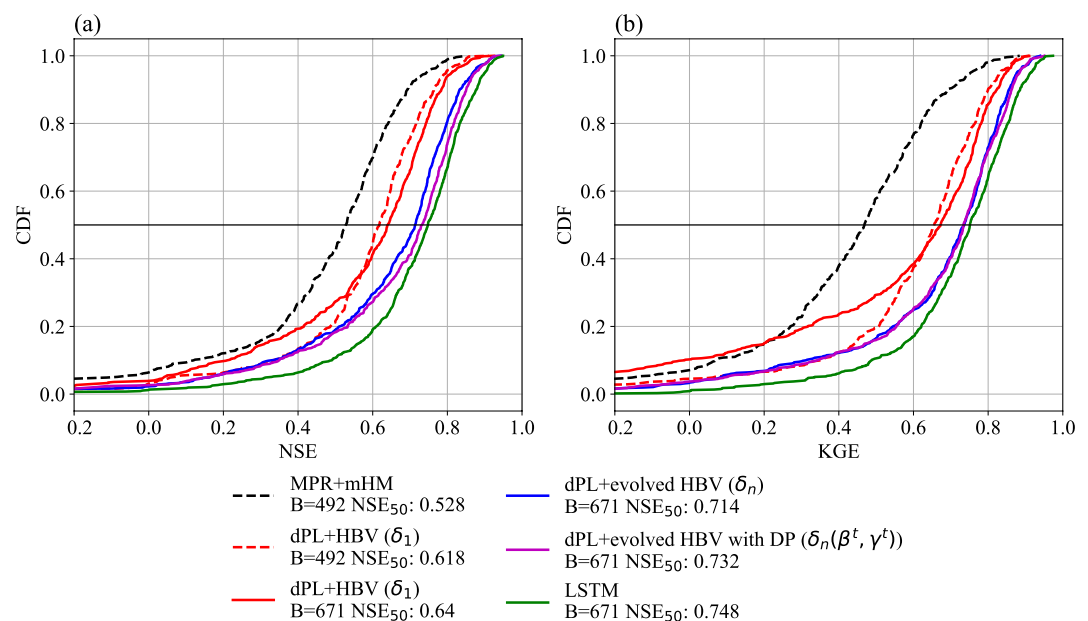 (a)
(b)
1.0
0.8
0.6
0.4
0.2
0.0
CDF
0.2 0.0 0.2 0.4 0.6 0.8 1.0
NSE
1.0
0.8
0.6
0.4
0.2
0.0
CDF
0.2 0.0 0.2 0.4 0.6 0.8 1.0
KGE
MPR+mHM
B=492 NSE₅₀: 0.528
dPL+HBV (δ₁)
B=492 NSE₅₀: 0.618
dPL+HBV (δ₁)
B=671 NSE₅₀: 0.64
dPL+evolved HBV (δₙ)
B=671 NSE₅₀: 0.714
dPL+evolved HBV with DP (δₙ(βᵗ, γᵗ))
B=671 NSE₅₀: 0.732
LSTM
B=671 NSE₅₀: 0.748